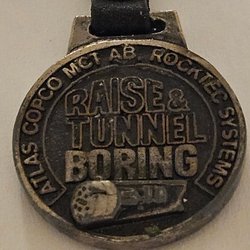 ATLAS COPCO MCT AB, ROCKTEC SYSTEMS
RAISE &
TUNNEL
BORING